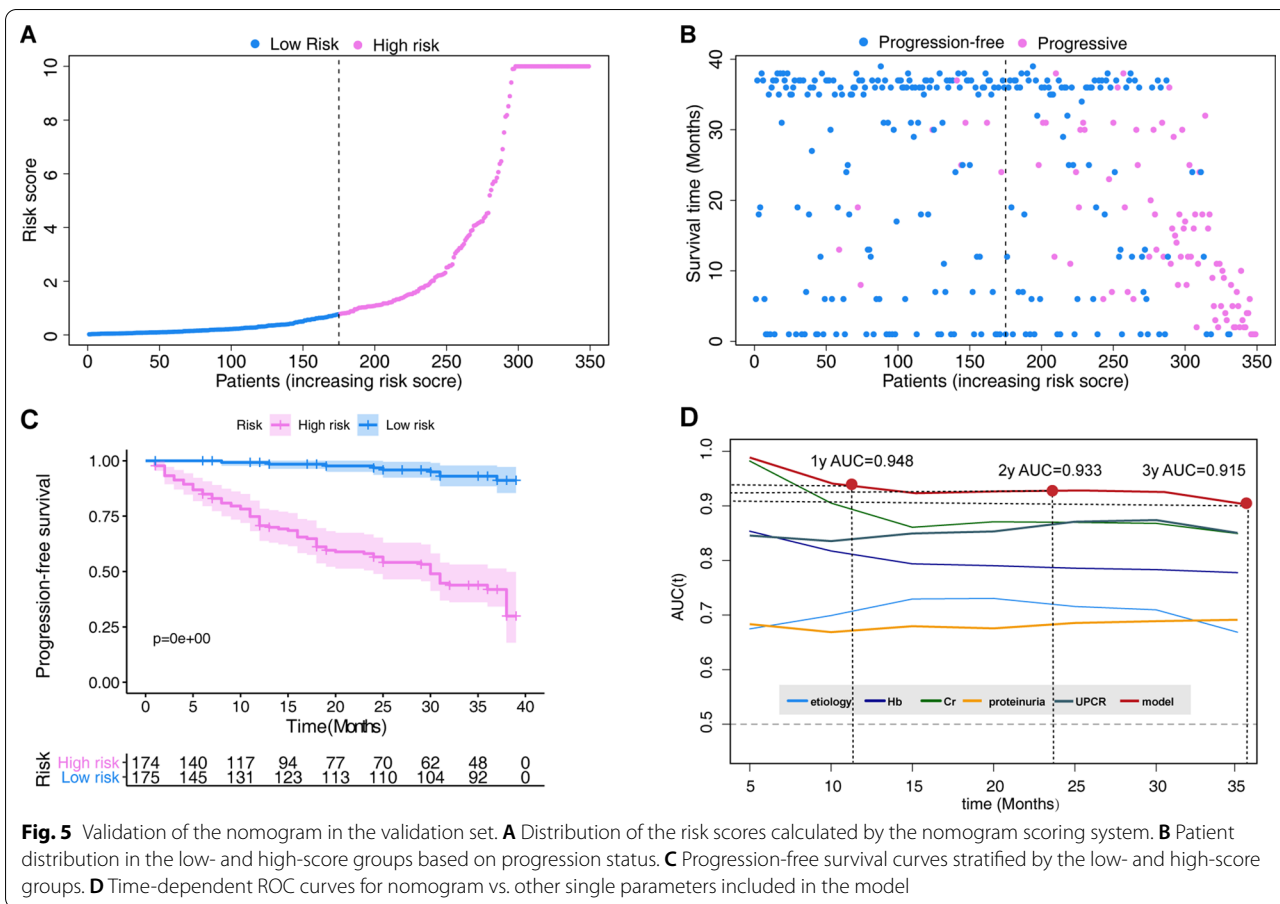 A
Low Risk High risk
Risk score
10
8
6
4
2
0
0 50 100 150 200 250 300 350
Patients (increasing risk socre)
B
Progression-free Progressive
Survival time (Months)
40
30
20
10
0
0 50 100 150 200 250 300 350
Patients (increasing risk socre)
C
Risk High risk Low risk
Progression-free survival
1.00
0.75
0.50
0.25
0.00
p=0e+00
0 5 10 15 20 25 30 35 40
Time(Months)
Risk
High risk 174 140 117 94 77 70 62 48 0
Low risk 175 145 131 123 113 110 104 92 0
D
AUC(t)
1.0
0.9
0.8
0.7
0.6
0.5
1y AUC=0.948
2y AUC=0.933
3y AUC=0.915
etiology Hb Cr proteinuria UPCR model
5 10 15 20 25 30 35
time (Months)
Fig. 5 Validation of the nomogram in the validation set. A Distribution of the risk scores calculated by the nomogram scoring system. B Patient
distribution in the low- and high-score groups based on progression status. C Progression-free survival curves stratified by the low- and high-score
groups. D Time-dependent ROC curves for nomogram vs. other single parameters included in the model